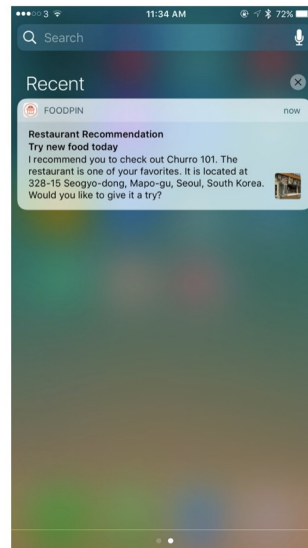 3 11:34 AM 72%
Search
Recent
FOODPIN now
Restaurant Recommendation
Try new food today
I recommend you to check out Churro 101. The
restaurant is one of your favorites. It is located at
328-15 Seogyo-dong, Mapo-gu, Seoul, South Korea.
Would you like to give it a try?